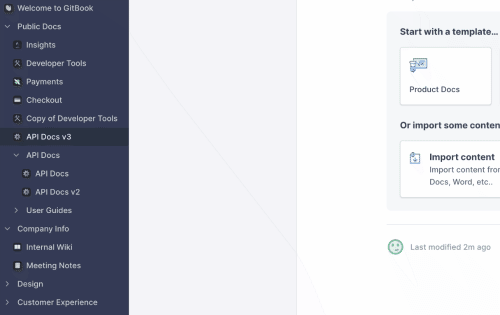 Welcome to GitBook
Public Docs
Insights
Developer Tools
Payments
Checkout
Copy of Developer Tools
API Docs v3
API Docs
API Docs
API Docs v2
User Guides
Company Info
Internal Wiki
Meeting Notes
Design
Customer Experience
Start with a template...
Product Docs
Or import some conten
Import content
Import content fro
Docs, Word, etc..
Last modified 2m ago